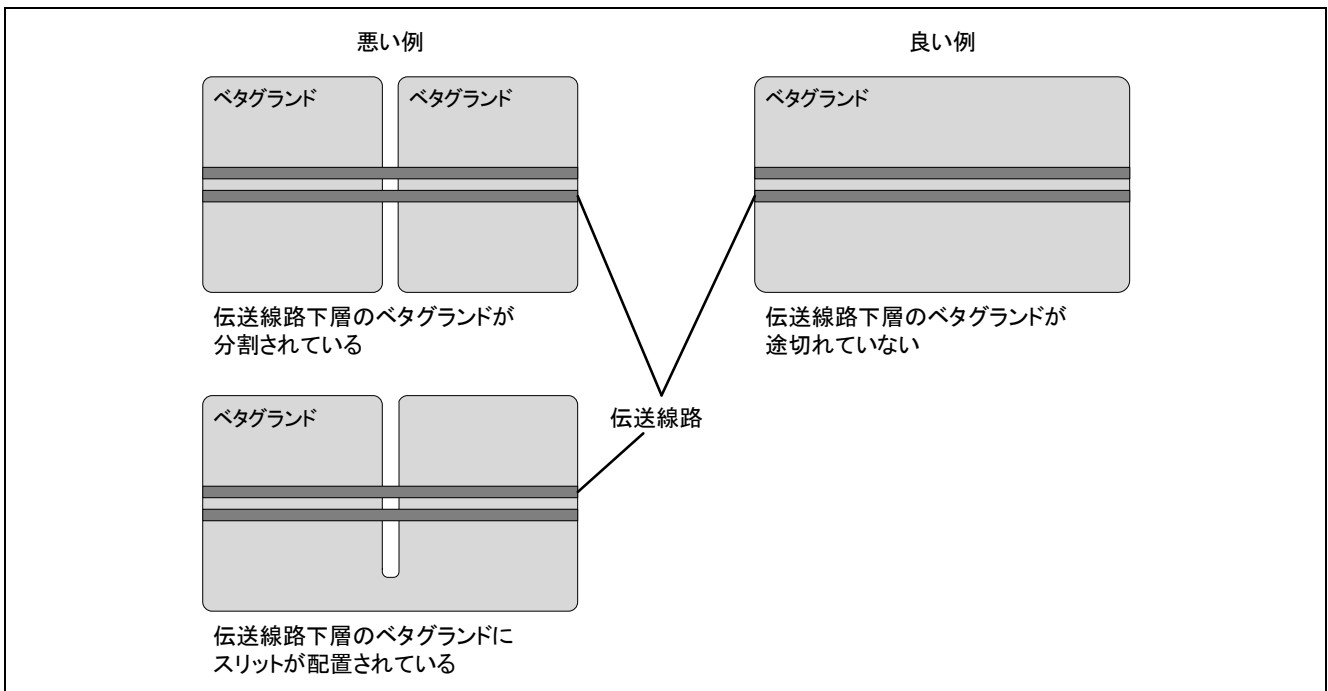 悪い例
良い例
ベタグランド
ベタグランド
ベタグランド
伝送線路下層のベタグランドが
分割されている
伝送線路下層のベタグランドが
途切れていない
ベタグランド
伝送線路
伝送線路下層のベタグランドに
スリットが配置されている